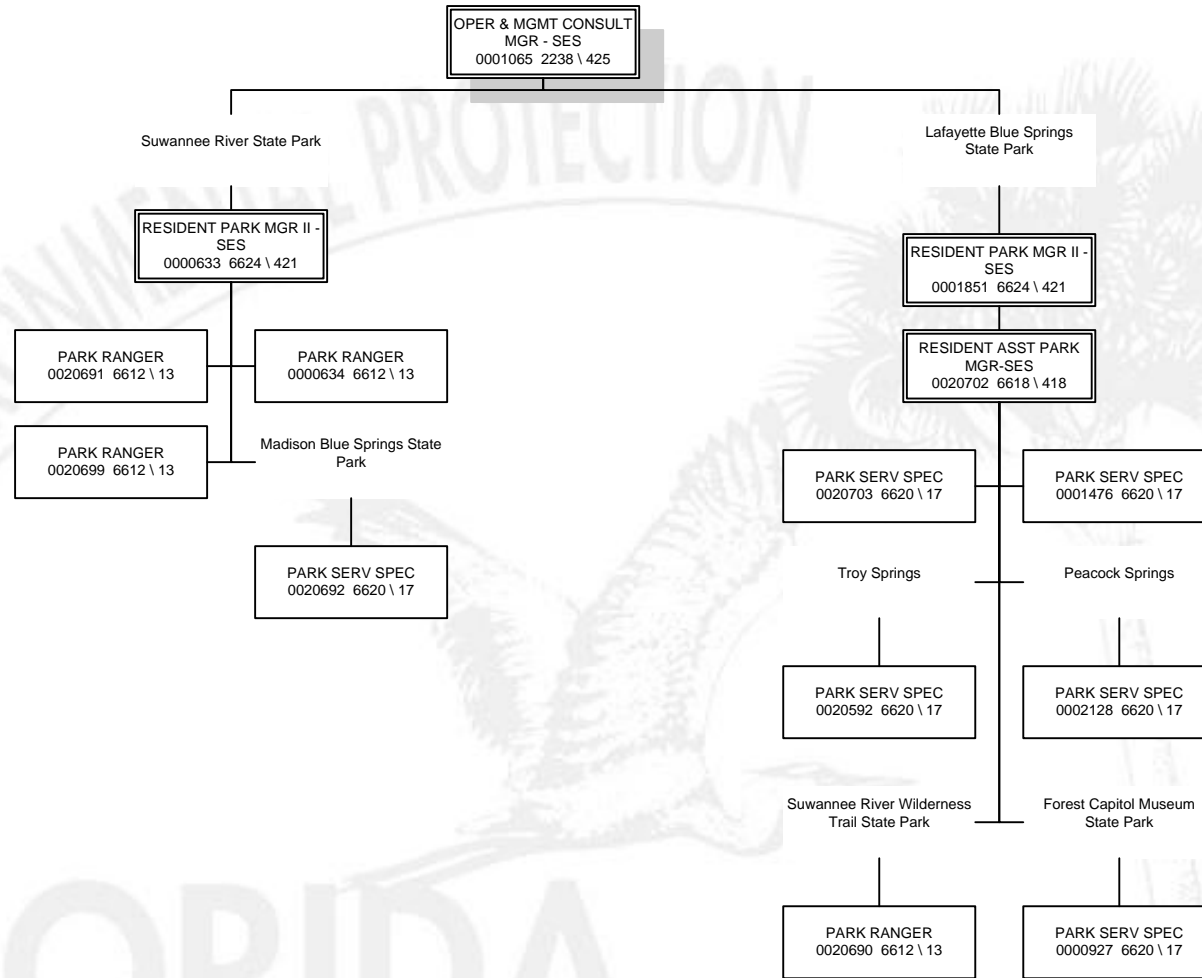 OPER & MGMT CONSULT
MGR - SES
0001065 2238 \ 425
Suwannee River State Park
Lafayette Blue Springs
State Park
RESIDENT PARK MGR II -
SES
0000633 6624 \ 421
RESIDENT PARK MGR II -
SES
0001851 6624 \ 421
PARK RANGER
0020691 6612 \ 13
PARK RANGER
0000634 6612 \ 13
RESIDENT ASST PARK
MGR-SES
0020702 6618 \ 418
PARK RANGER
0020699 6612 \ 13
Madison Blue Springs State
Park
PARK SERV SPEC
0020703 6620 \ 17
PARK SERV SPEC
0001476 6620 \ 17
PARK SERV SPEC
0020692 6620 \ 17
Troy Springs
Peacock Springs
PARK SERV SPEC
0020592 6620 \ 17
PARK SERV SPEC
0002128 6620 \ 17
Suwannee River Wilderness
Trail State Park
Forest Capitol Museum
State Park
PARK RANGER
0020690 6612 \ 13
PARK SERV SPEC
0000927 6620 \ 17
PROTECTION